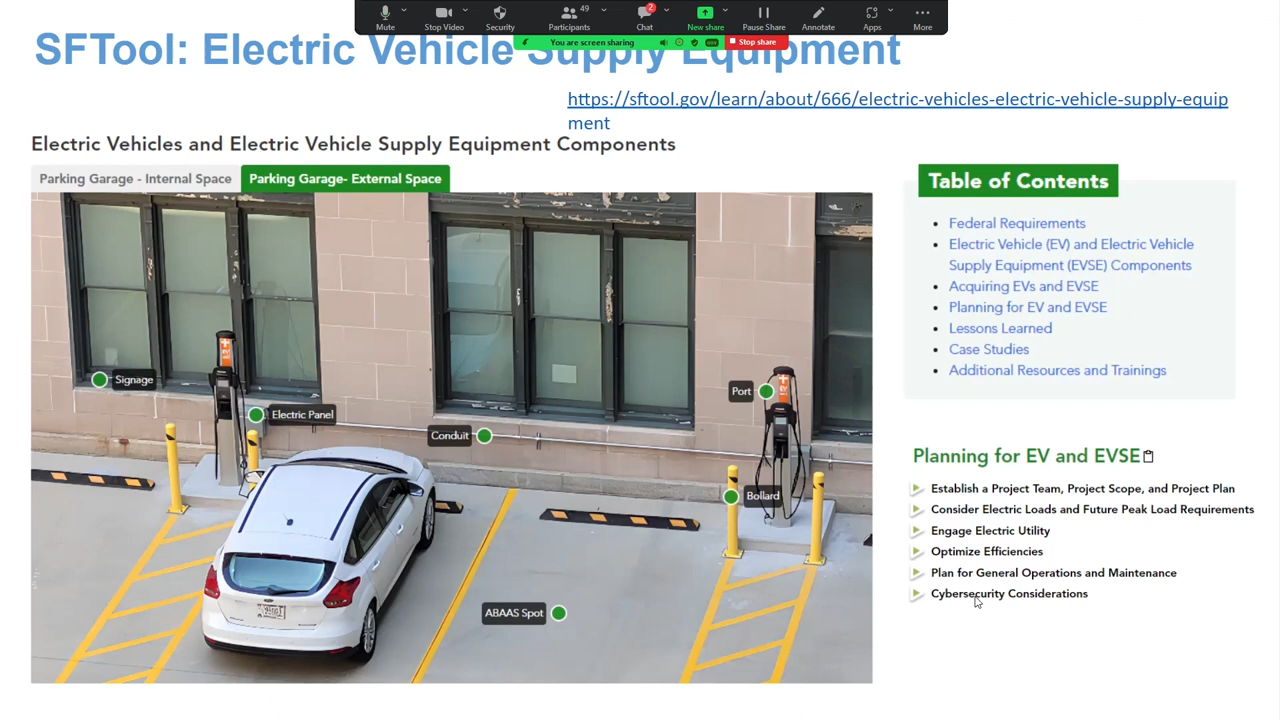 Mute
Stop Video
Security
Participants
49
Chat
2
New share
Pause Share
Annotate
Apps
More
You are screen sharing
Stop share
SFTool: Electric Vehicle Supply Equipment
https://sftool.gov/learn/about/666/electric-vehicles-electric-vehicle-supply-equip
ment
Electric Vehicles and Electric Vehicle Supply Equipment Components
Parking Garage - Internal Space
Parking Garage- External Space
Signage
Electric Panel
Conduit
Port
Bollard
ABAAS Spot
Table of Contents
Federal Requirements
Electric Vehicle (EV) and Electric Vehicle
Supply Equipment (EVSE) Components
Acquiring EVs and EVSE
Planning for EV and EVSE
Lessons Learned
Case Studies
Additional Resources and Trainings
Planning for EV and EVSE
Establish a Project Team, Project Scope, and Project Plan
Consider Electric Loads and Future Peak Load Requirements
Engage Electric Utility
Optimize Efficiencies
Plan for General Operations and Maintenance
Cybersecurity Considerations